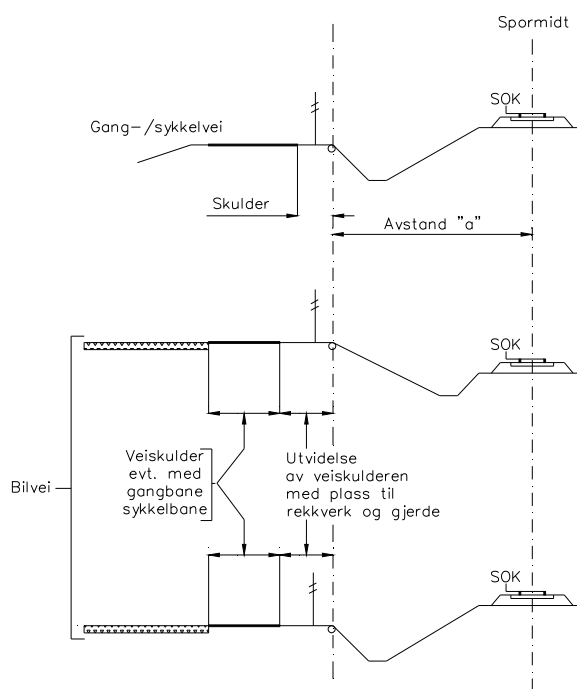 Spormidt
SOK
Gang-/sykkelvei
Skulder
Avstand "a"
SOK
Veiskulder
evt. med
gangbane
sykkelbane
Utvidelse
av veiskulderen
med plass til
rekkverk og gjerde
Bilvei
SOK